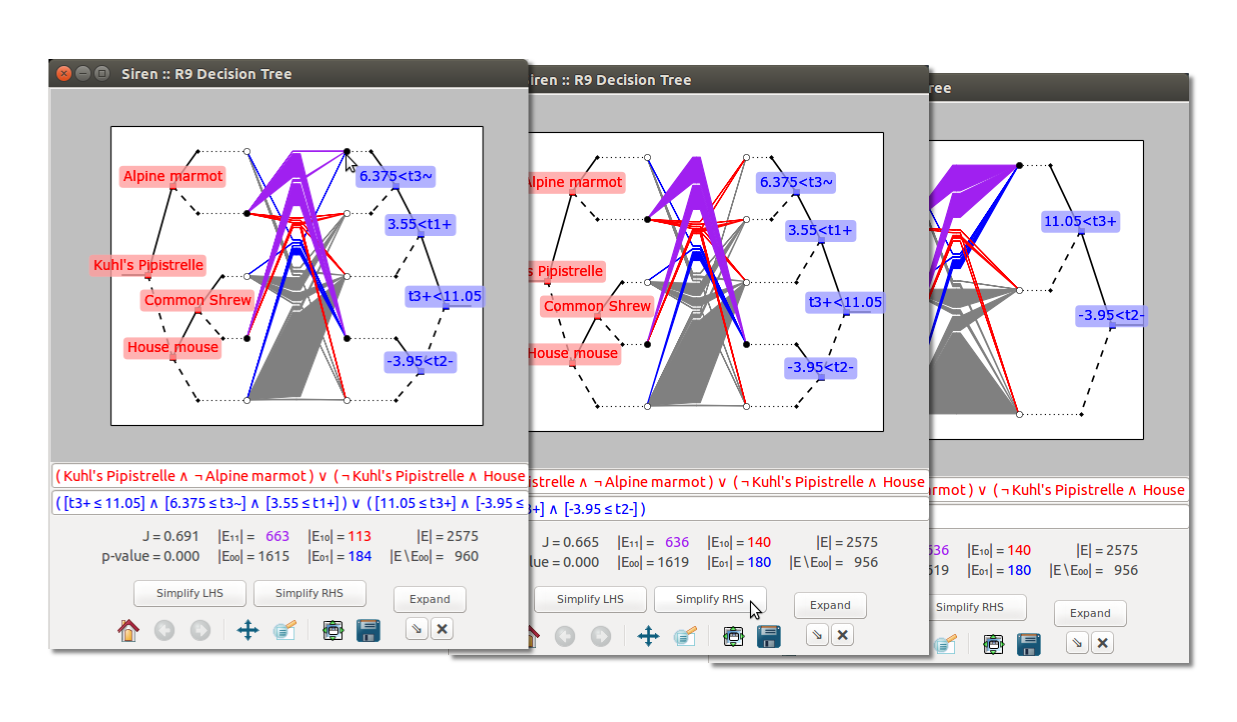 Siren :: R9 Decision Tree
Alpine marmot
6.375<t3~
3.55<t1+
Kuhl's Pipistrelle
t3+<11.05
Common Shrew
House mouse
-3.95<t2-
( Kuhl's Pipistrelle ∧ ¬ Alpine marmot ) ∨ ( ¬ Kuhl's Pipistrelle ∧ House
( [t3+ ≤ 11.05] ∧ [6.375 ≤ t3~] ∧ [3.55 ≤ t1+] ) ∨ ( [11.05 ≤ t3+] ∧ [-3.95 ≤
J = 0.691 |E₁₁| = 663 |E₁₀| = 113 |E| = 2575
p-value = 0.000 |E₀₀| = 1615 |E₀₁| = 184 |E\E₀₀| = 960
Simplify LHS Simplify RHS Expand
iren :: R9 Decision Tree
lpine marmot
6.375<t3~
3.55<t1+
s Pipistrelle
t3+<11.05
Common Shrew
House mouse
-3.95<t2-
strelle ∧ ¬ Alpine marmot ) ∨ ( ¬ Kuhl's Pipistrelle ∧ House
3+] ∧ [-3.95 ≤ t2-] )
J = 0.665 |E₁₁| = 636 |E₁₀| = 140 |E| = 2575
lue = 0.000 |E₀₀| = 1619 |E₀₁| = 180 |E\E₀₀| = 956
Simplify LHS Simplify RHS Expand
ree
11.05<t3+
-3.95<t2-
rmot ) ∨ ( ¬ Kuhl's Pipistrelle ∧ House
536 |E₁₀| = 140 |E| = 2575
519 |E₀₁| = 180 |E\E₀₀| = 956
Simplify RHS Expand